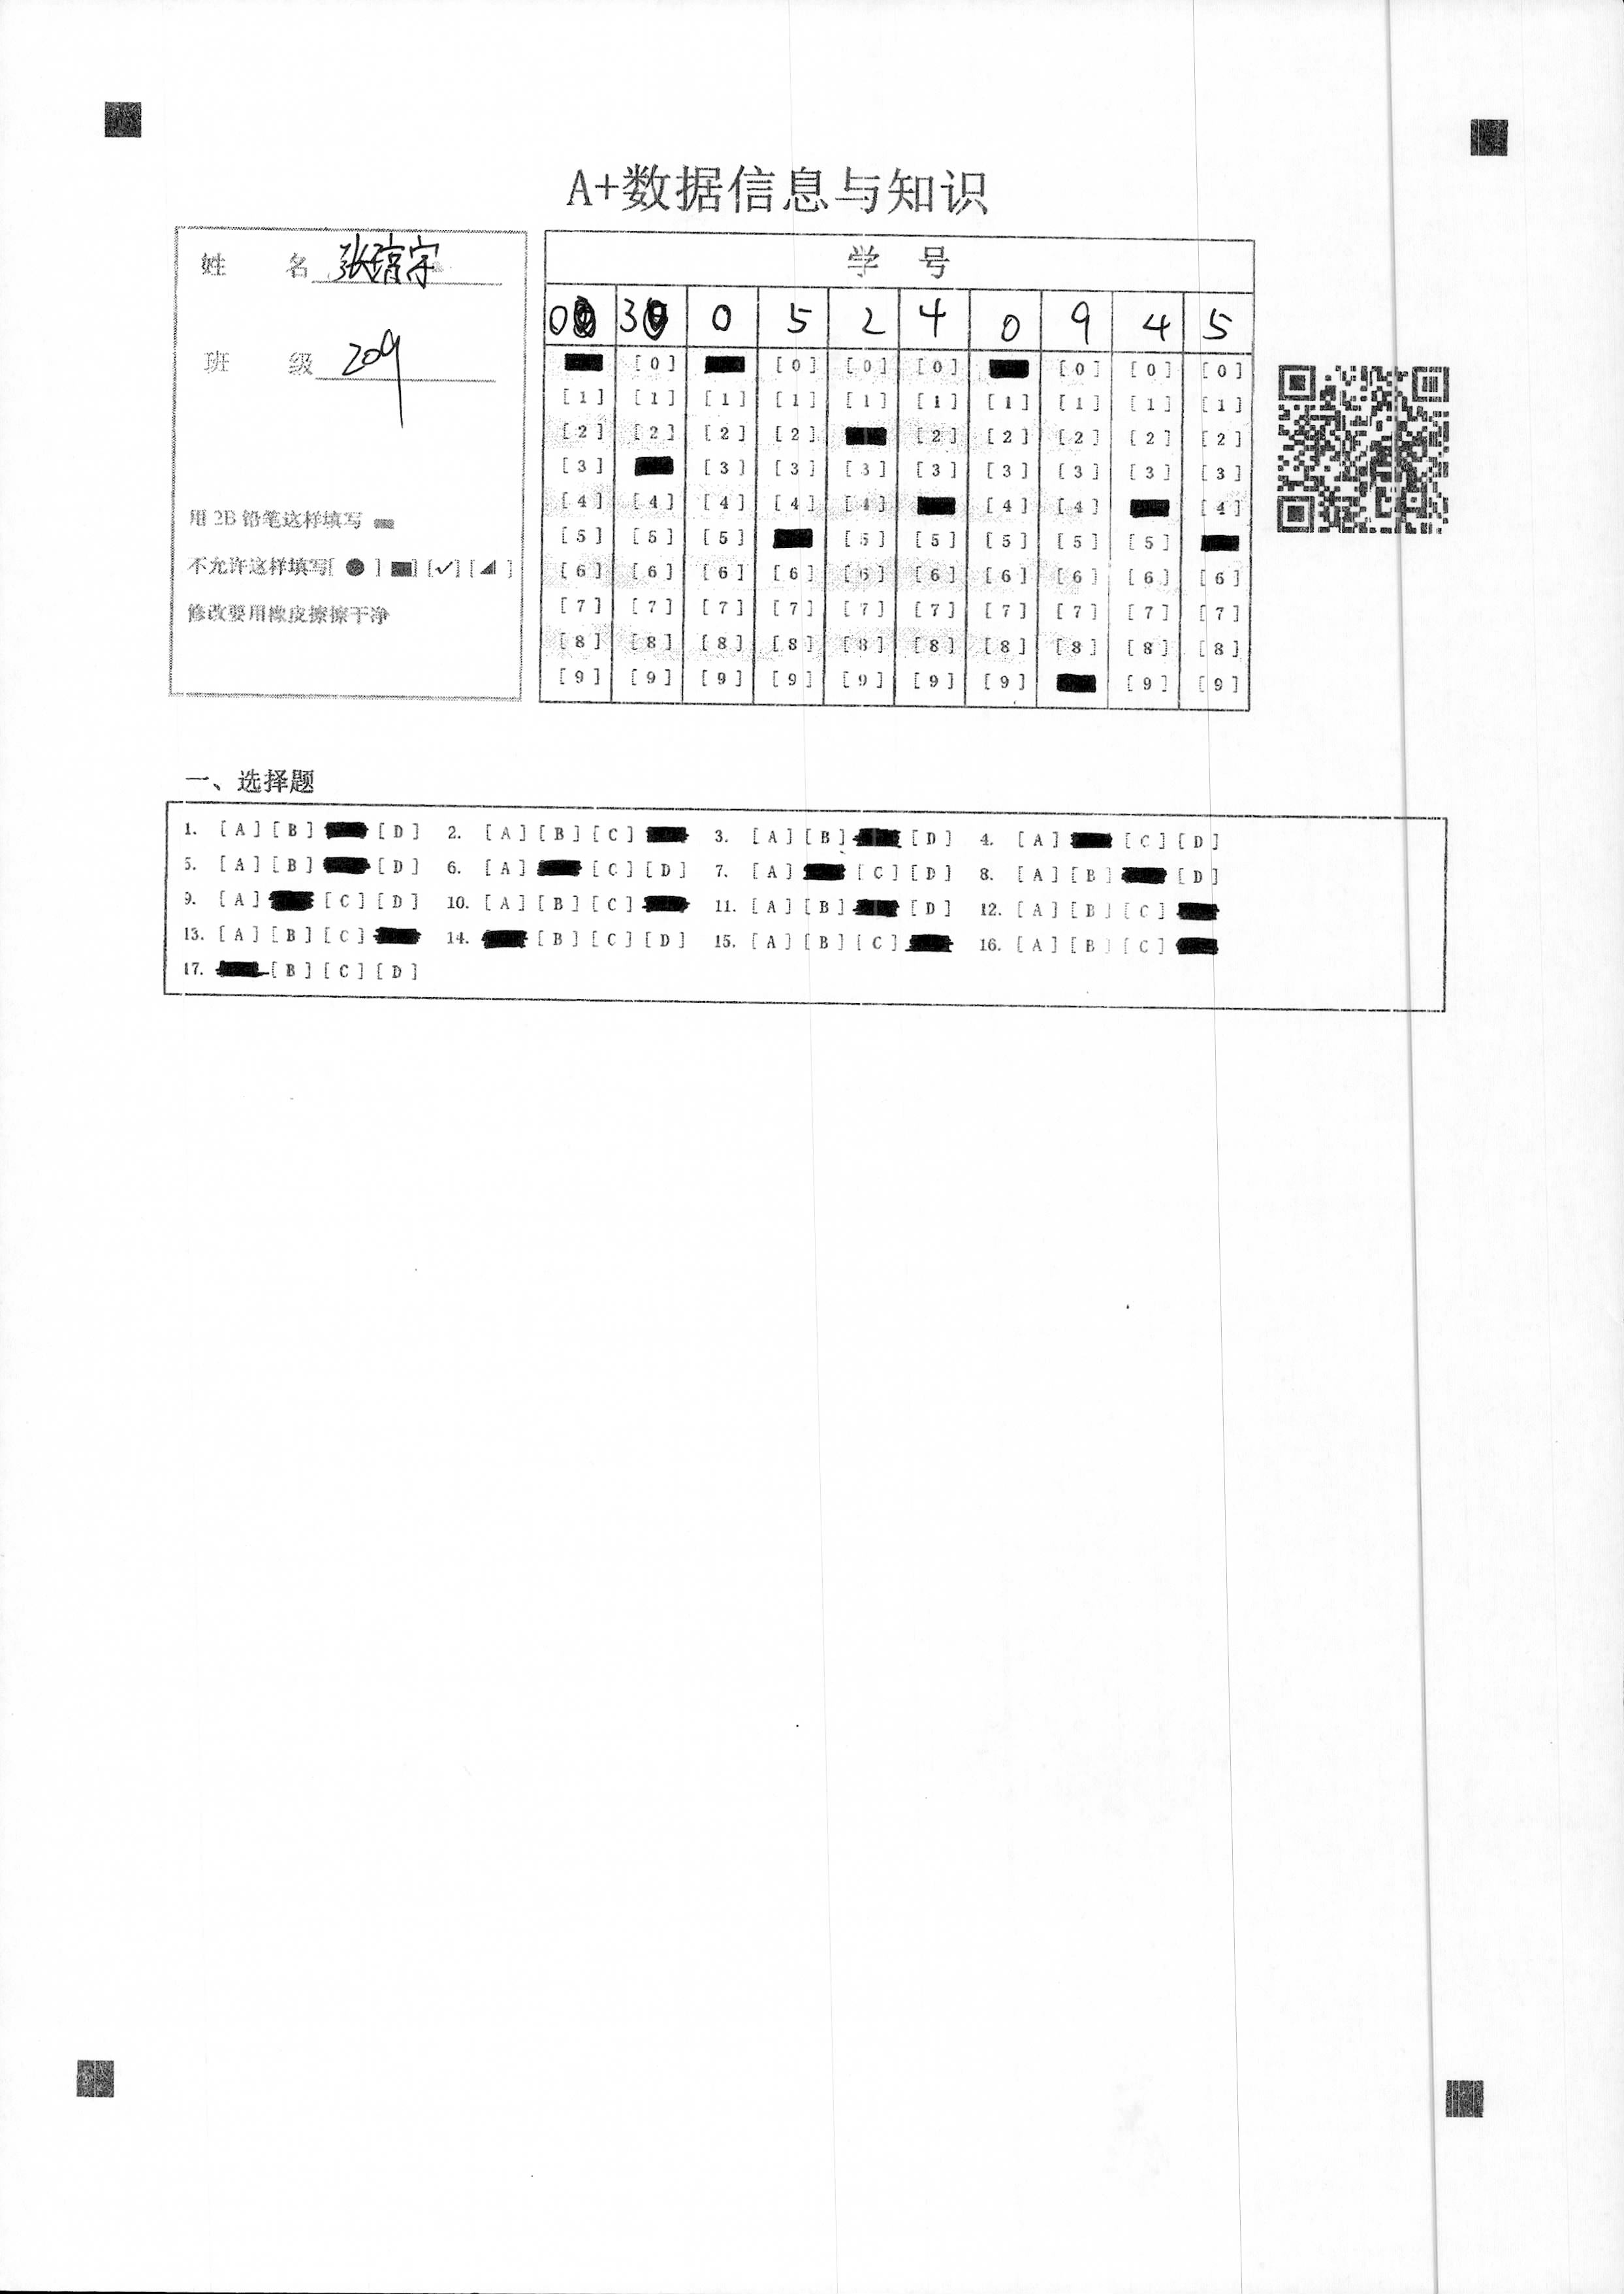 A+数据信息与知识
姓 名 张
班 级 209
用 2B 铅笔这样填写
不允许这样填写[ ● ] [√] [ ◢ ]
修改要用橡皮擦擦干净
学 号
0 3 0 5 2 4 0 9 4 5
[0] [0] [0] [0] [0] [0] [0] [0]
[1] [1] [1] [1] [1] [1] [1] [1] [1] [1]
[2] [2] [2] [2] [2] [2] [2] [2] [2]
[3] [3] [3] [3] [3] [3] [3] [3] [3]
[4] [4] [4] [4] [4] [4] [4] [4]
[5] [5] [5] [5] [5] [5] [5] [5]
[6] [6] [6] [6] [6] [6] [6] [6] [6] [6]
[7] [7] [7] [7] [7] [7] [7] [7] [7] [7]
[8] [8] [8] [8] [8] [8] [8] [8] [8] [8]
[9] [9] [9] [9] [9] [9] [9] [9] [9]
一、选择题
1. [A] [B] [D] 2. [A] [B] [C] 3. [A] [B] [D] 4. [A] [C] [D]
5. [A] [B] [D] 6. [A] [C] [D] 7. [A] [C] [D] 8. [A] [B] [D]
9. [A] [C] [D] 10. [A] [B] [C] 11. [A] [B] [D] 12. [A] [B] [C]
13. [A] [B] [C] 14. [B] [C] [D] 15. [A] [B] [C] 16. [A] [B] [C]
17. [B] [C] [D]